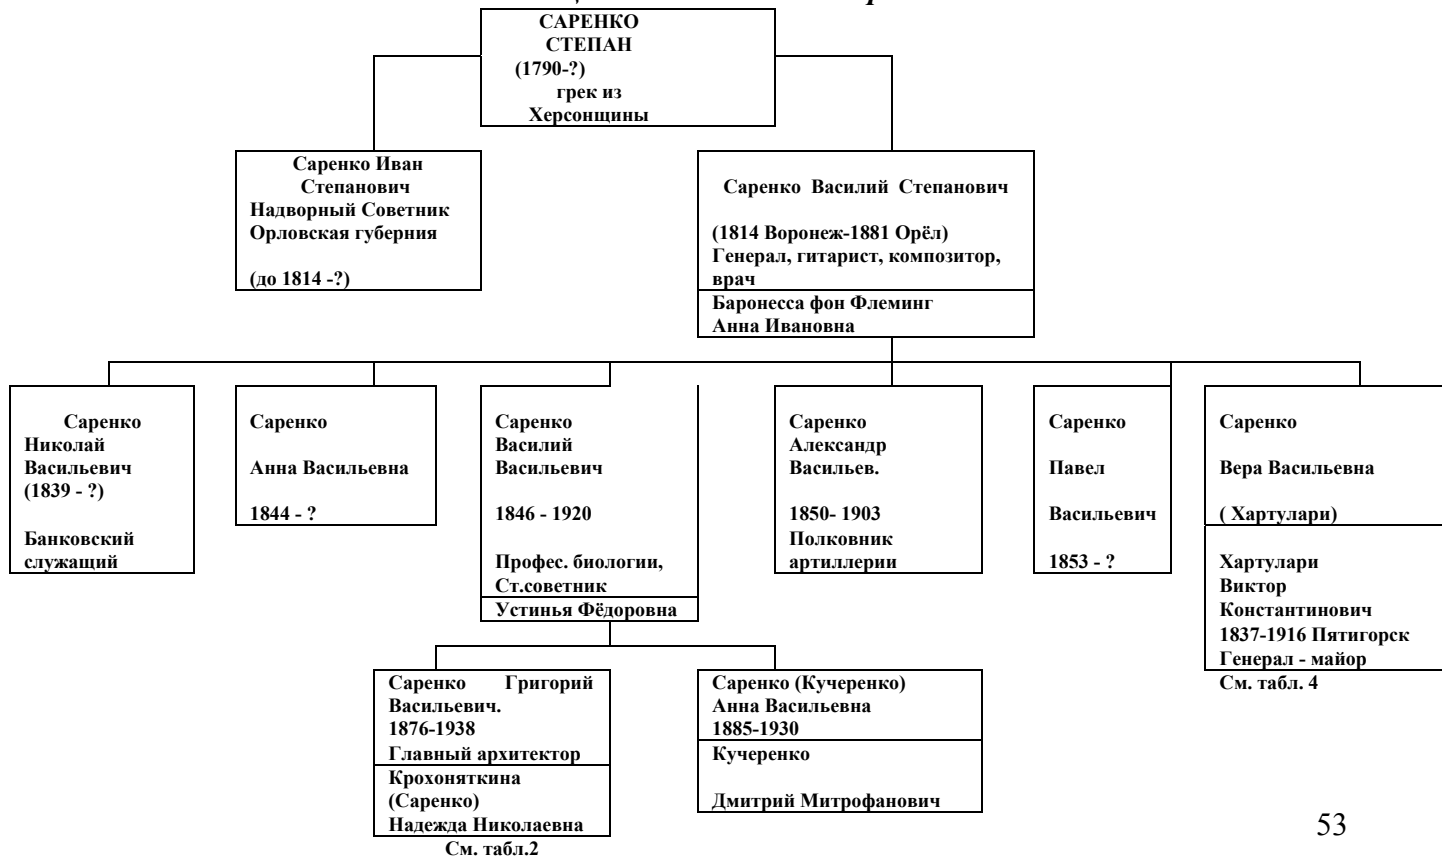 САРЕНКО
СТЕПАН
(1790-?)
грек из
Херсонщины
Саренко Иван
Степанович
Надворный Советник
Орловская губерния
(до 1814 -?)
Саренко Василий Степанович
(1814 Воронеж-1881 Орёл)
Генерал, гитарист, композитор,
врач
Баронесса фон Флеминг
Анна Ивановна
Саренко
Николай
Васильевич
(1839 - ?)
Банковский
служащий
Саренко
Анна Васильевна
1844 - ?
Саренко
Василий
Васильевич
1846 - 1920
Профес. биологии,
Ст.советник
Устинья Фёдоровна
Саренко
Александр
Васильев.
1850- 1903
Полковник
артиллерии
Саренко
Павел
Васильевич
1853 - ?
Саренко
Вера Васильевна
( Хартулари)
Хартулари
Виктор
Константинович
1837-1916 Пятигорск
Генерал - майор
См. табл. 4
Саренко Григорий
Васильевич.
1876-1938
Главный архитектор
Крохоняткина
(Саренко)
Надежда Николаевна
См. табл.2
Саренко (Кучеренко)
Анна Васильевна
1885-1930
Кучеренко
Дмитрий Митрофанович
53